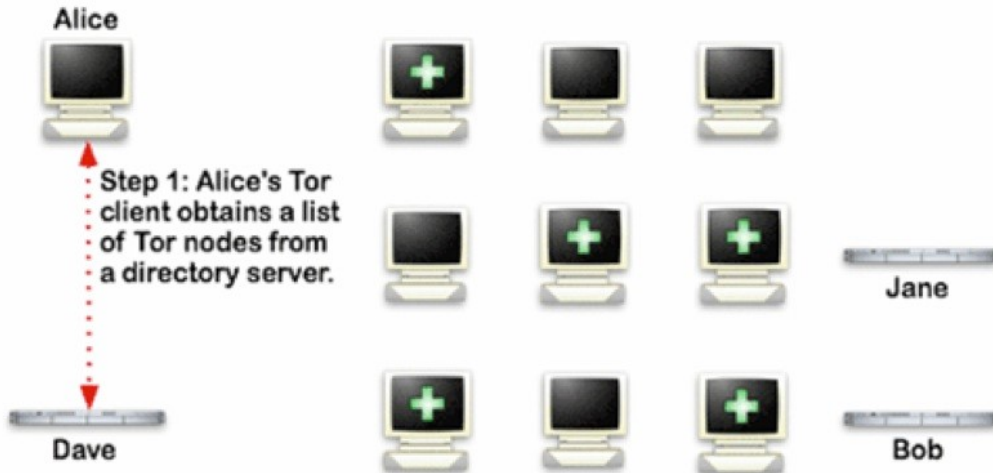 Alice
Step 1: Alice's Tor
client obtains a list
of Tor nodes from
a directory server.
Jane
Dave
Bob